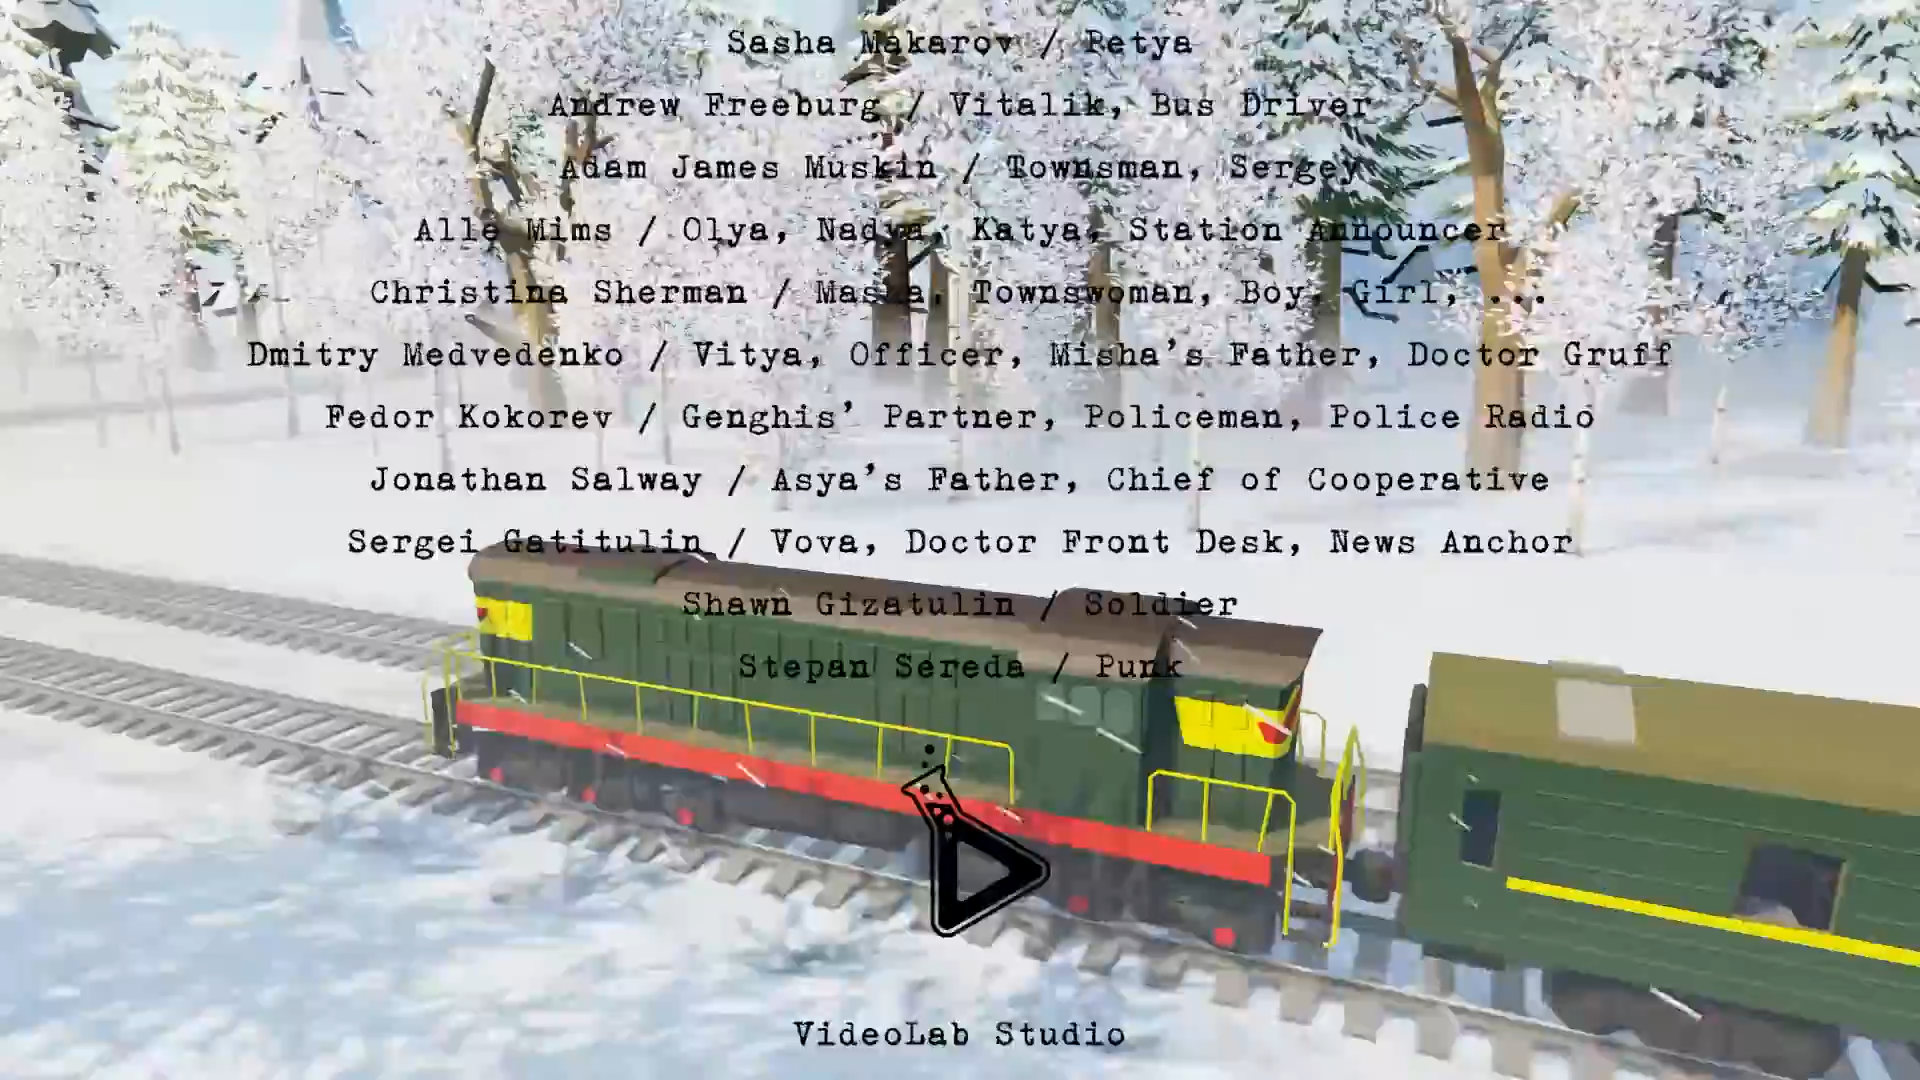 Sasha Makarov / Petya
Andrew Freeburg / Vitalik, Bus Driver
Adam James Muskin / Townsman, Sergey
Alle Mims / Olya, Nadya, Katya, Station Announcer
Christina Sherman / Masha, Townswoman, Boy, Girl, ...
Dmitry Medvedenko / Vitya, Officer, Misha's Father, Doctor Gruff
Fedor Kokorev / Genghis' Partner, Policeman, Police Radio
Jonathan Salway / Asya's Father, Chief of Cooperative
Sergei Gatitulin / Vova, Doctor Front Desk, News Anchor
Shawn Gizatulin / Soldier
Stepan Sereda / Punk
VideoLab Studio